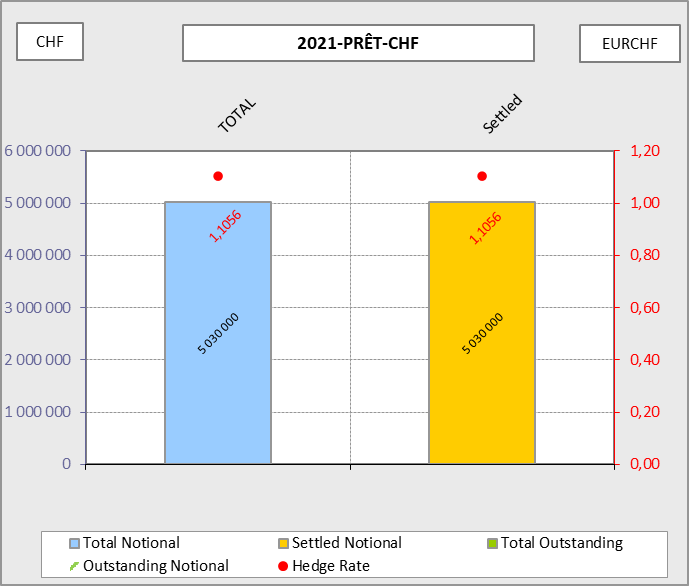 CHF
2021-PRÊT-CHF
EURCHF
TOTAL
Settled
6 000 000
5 000 000
4 000 000
3 000 000
2 000 000
1 000 000
0
1,1056
5 030 000
1,1056
5 030 000
1,20
1,00
0,80
0,60
0,40
0,20
0,00
Total Notional
Settled Notional
Total Outstanding
Outstanding Notional
Hedge Rate